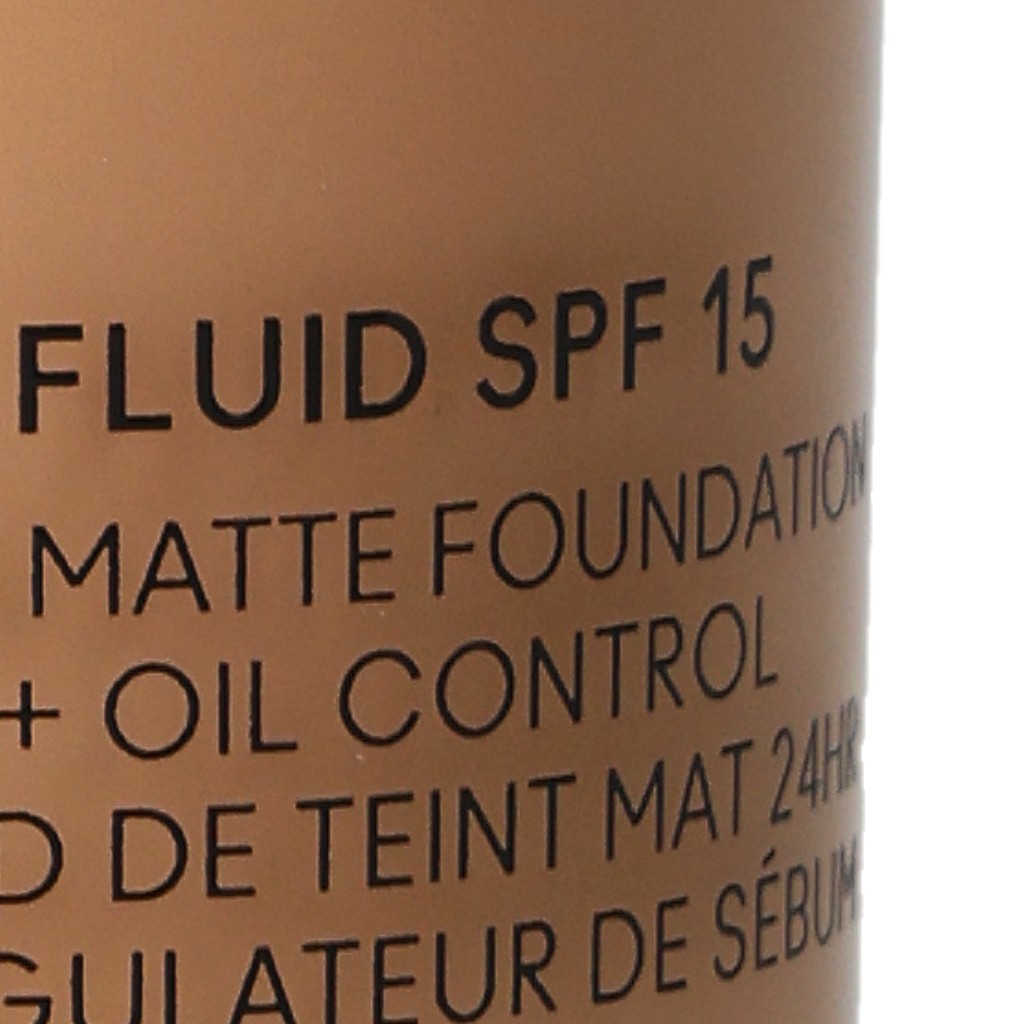 FLUID SPF 15
MATTE FOUNDATION
+ OIL CONTROL
D DE TEINT MAT 24HR
GULATEUR DE SÉBUM